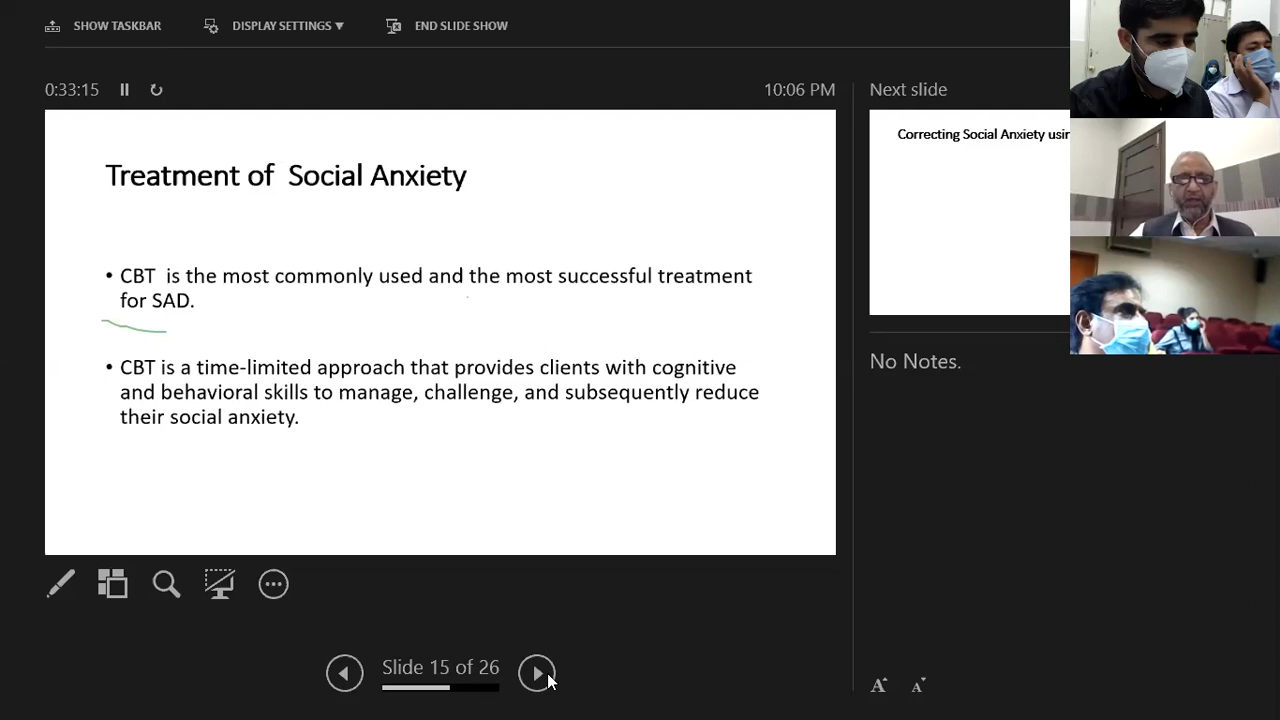 SHOW TASKBAR
DISPLAY SETTINGS ▼
END SLIDE SHOW
0:33:15
10:06 PM
Next slide
Treatment of Social Anxiety
• CBT is the most commonly used and the most successful treatment
for SAD.
• CBT is a time-limited approach that provides clients with cognitive
and behavioral skills to manage, challenge, and subsequently reduce
their social anxiety.
Correcting Social Anxiety
No Notes.
Slide 15 of 26
A A